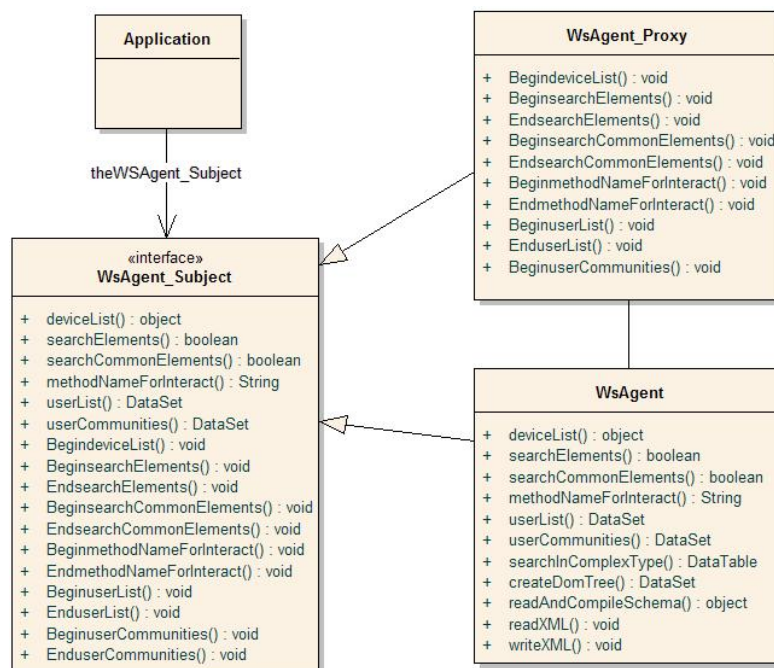 Application
theWSAgent_Subject
«interface»
WsAgent_Subject
+ deviceList() : object
+ searchElements() : boolean
+ searchCommonElements() : boolean
+ methodNameForInteract() : String
+ userList() : DataSet
+ userCommunities() : DataSet
+ BegindeviceList() : void
+ BeginsearchElements() : void
+ EndsearchElements() : void
+ BeginsearchCommonElements() : void
+ EndsearchCommonElements() : void
+ BeginmethodNameForInteract() : void
+ EndmethodNameForInteract() : void
+ BeginuserList() : void
+ EnduserList() : void
+ BeginuserCommunities() : void
+ EnduserCommunities() : void
WsAgent_Proxy
+ BegindeviceList() : void
+ BeginsearchElements() : void
+ EndsearchElements() : void
+ BeginsearchCommonElements() : void
+ EndsearchCommonElements() : void
+ BeginmethodNameForInteract() : void
+ EndmethodNameForInteract() : void
+ BeginuserList() : void
+ EnduserList() : void
+ BeginuserCommunities() : void
WsAgent
+ deviceList() : object
+ searchElements() : boolean
+ searchCommonElements() : boolean
+ methodNameForInteract() : String
+ userList() : DataSet
+ userCommunities() : DataSet
+ searchInComplexType() : DataTable
+ createDomTree() : DataSet
+ readAndCompileSchema() : object
+ readXML() : void
+ writeXML() : void